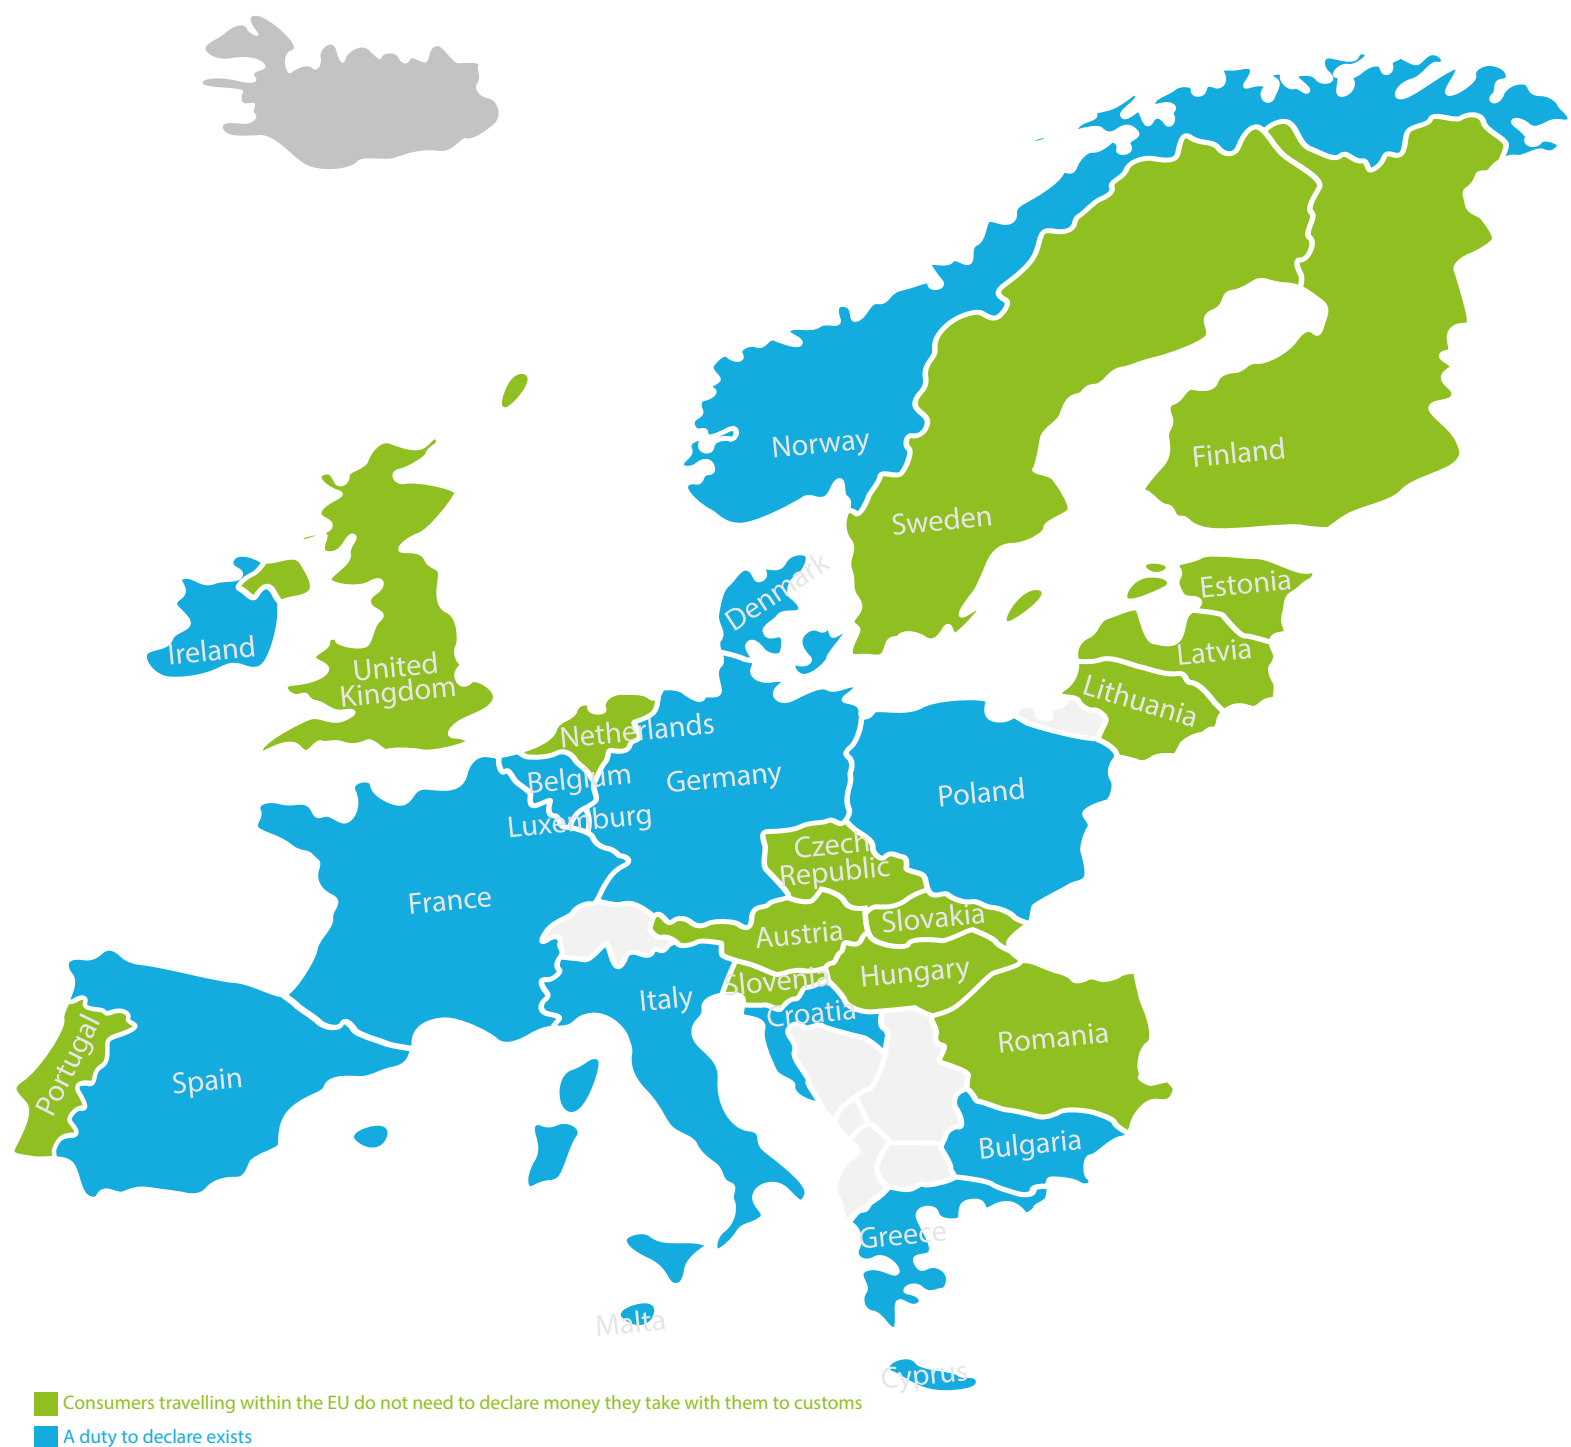 Norway
Finland
Sweden
Denmark
Estonia
Latvia
Lithuania
Ireland
United
Kingdom
Netherlands
Belgium
Germany
Luxemburg
Poland
Czech
Republic
France
Slovakia
Austria
Hungary
Slovenia
Italy
Croatia
Romania
Portugal
Spain
Bulgaria
Greece
Malta
Cyprus
Consumers travelling within the EU do not need to declare money they take with them to customs
A duty to declare exists